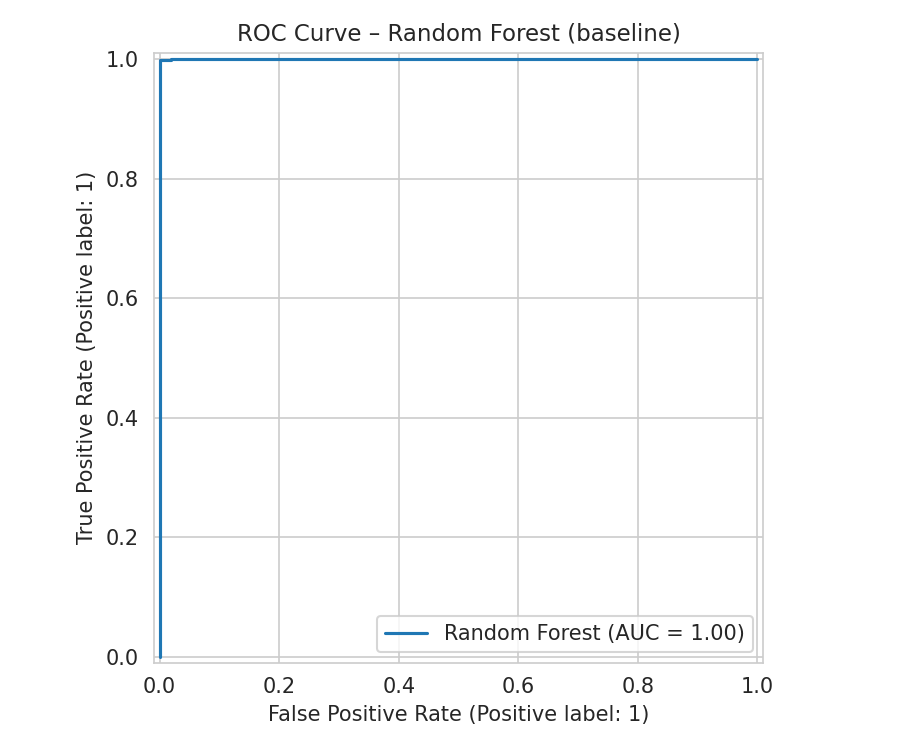 ROC Curve – Random Forest (baseline)
True Positive Rate (Positive label: 1)
1.0
0.8
0.6
0.4
0.2
0.0
Random Forest (AUC = 1.00)
0.0 0.2 0.4 0.6 0.8 1.0
False Positive Rate (Positive label: 1)